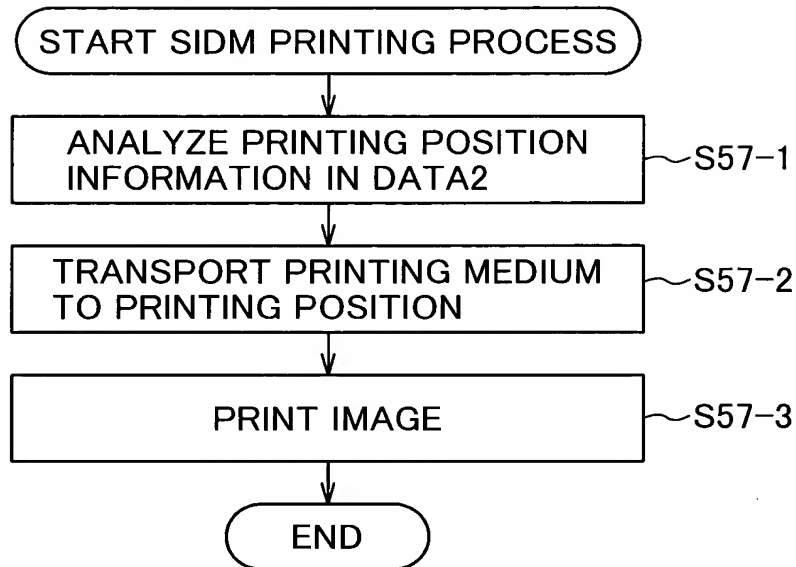 START SIDM PRINTING PROCESS
ANALYZE PRINTING POSITION
INFORMATION IN DATA2
S57-1
TRANSPORT PRINTING MEDIUM
TO PRINTING POSITION
S57-2
PRINT IMAGE
S57-3
END